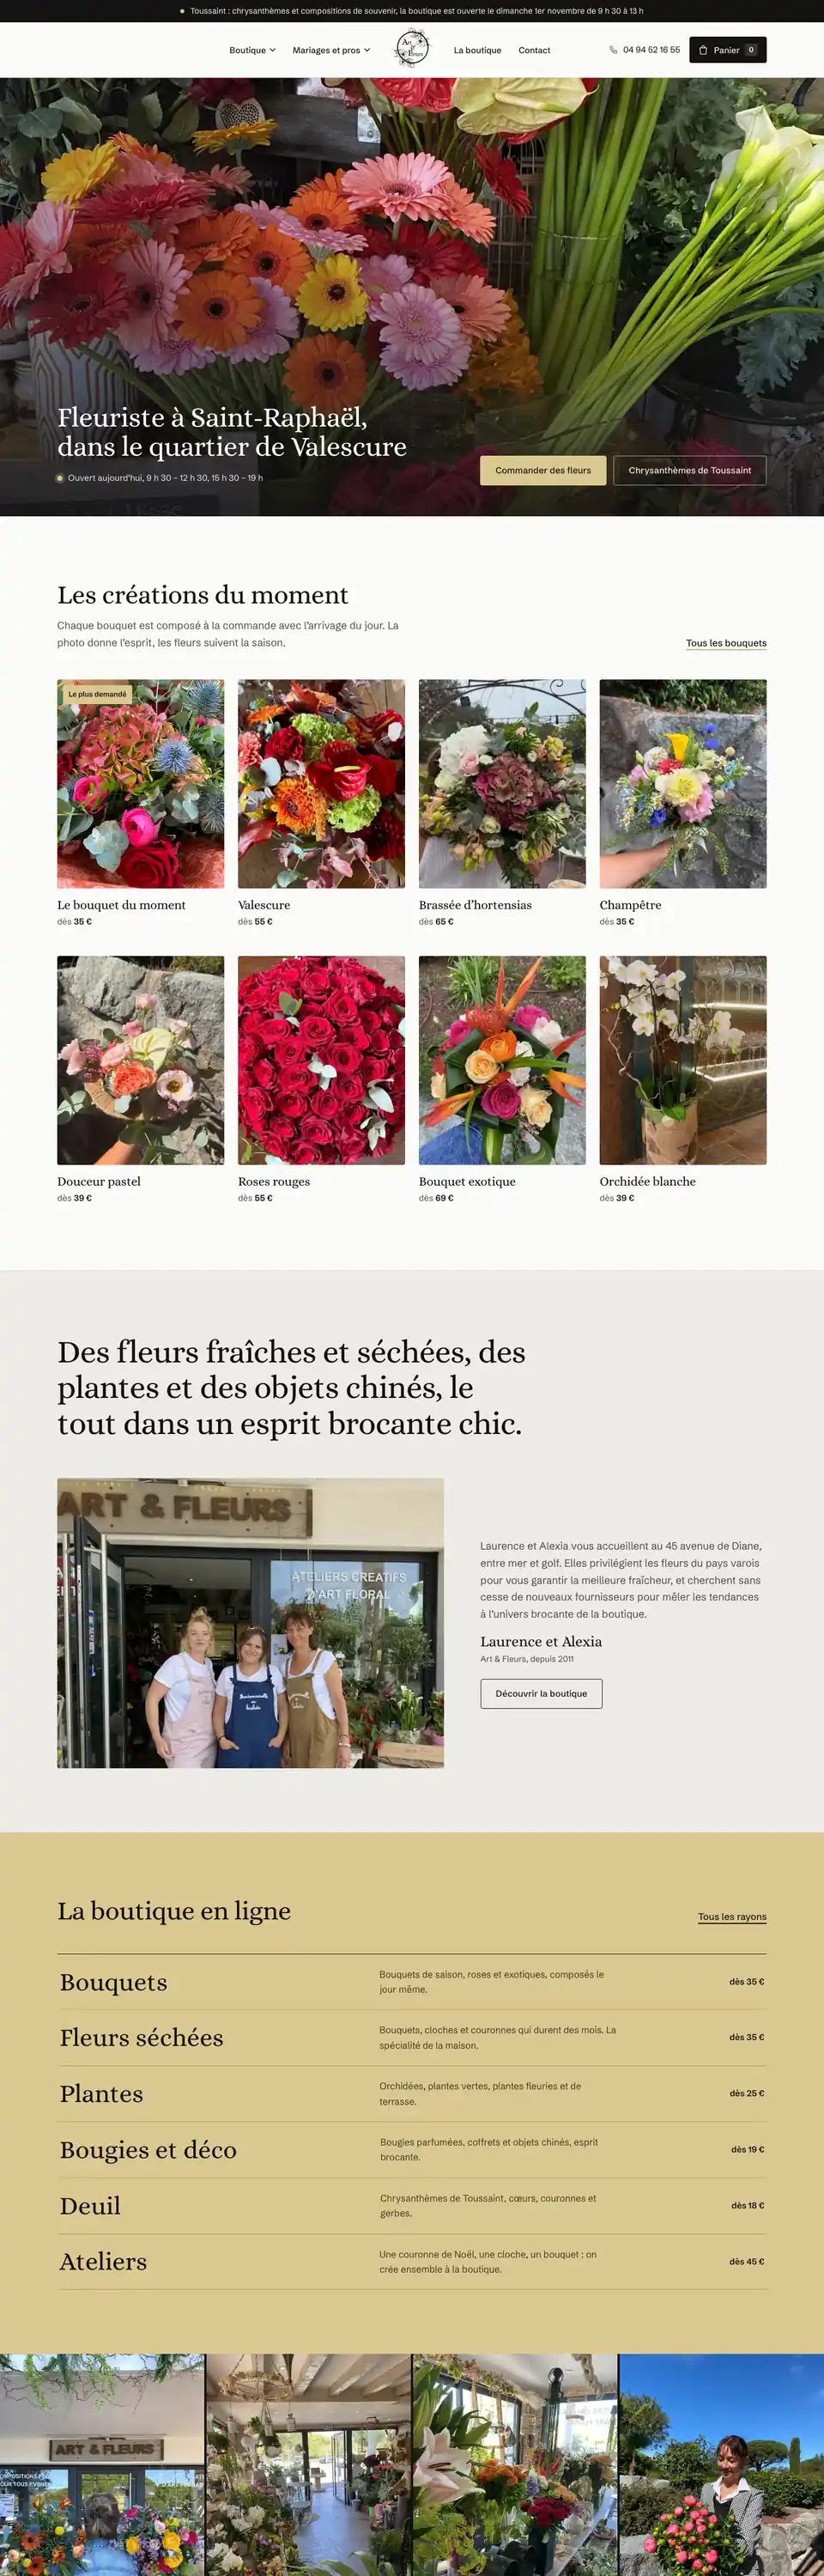 Toussaint : chrysanthèmes et compositions de souvenir, la boutique est ouverte le dimanche 1er novembre de 9 h 30 à 13 h
Boutique
Mariages et pros
Art
Fleurs
La boutique
Contact
04 94 52 16 55
Panier 0
Fleuriste à Saint-Raphaël,
dans le quartier de Valescure
Ouvert aujourd'hui, 9 h 30 – 12 h 30, 15 h 30 – 19 h
Commander des fleurs
Chrysanthèmes de Toussaint
Les créations du moment
Chaque bouquet est composé à la commande avec l'arrivage du jour. La
photo donne l'esprit, les fleurs suivent la saison.
Tous les bouquets
Le plus demandé
Le bouquet du moment
dès 35 €
Valescure
dès 55 €
Brassée d'hortensias
dès 65 €
Champêtre
dès 35 €
Douceur pastel
dès 39 €
Roses rouges
dès 55 €
Bouquet exotique
dès 69 €
Orchidée blanche
dès 39 €
Des fleurs fraîches et séchées, des
plantes et des objets chinés, le
tout dans un esprit brocante chic.
ART & FLEURS
ATELIERS CREATIFS
D'ART FLORAL
Laurence et Alexia vous accueillent au 45 avenue de Diane,
entre mer et golf. Elles privilégient les fleurs du pays varois
pour vous garantir la meilleure fraîcheur, et cherchent sans
cesse de nouveaux fournisseurs pour mêler les tendances
à l'univers brocante de la boutique.
Laurence et Alexia
Art & Fleurs, depuis 2011
Découvrir la boutique
La boutique en ligne
Tous les rayons
Bouquets
Bouquets de saison, roses et exotiques, composés le
jour même.
dès 35 €
Fleurs séchées
Bouquets, cloches et couronnes qui durent des mois. La
spécialité de la maison.
dès 35 €
Plantes
Orchidées, plantes vertes, plantes fleuries et de
terrasse.
dès 25 €
Bougies et déco
Bougies parfumées, coffrets et objets chinés, esprit
brocante.
dès 19 €
Deuil
Chrysanthèmes de Toussaint, cœurs, couronnes et
gerbes.
dès 18 €
Ateliers
Une couronne de Noël, une cloche, un bouquet : on
crée ensemble à la boutique.
dès 45 €
ART & FLEURS